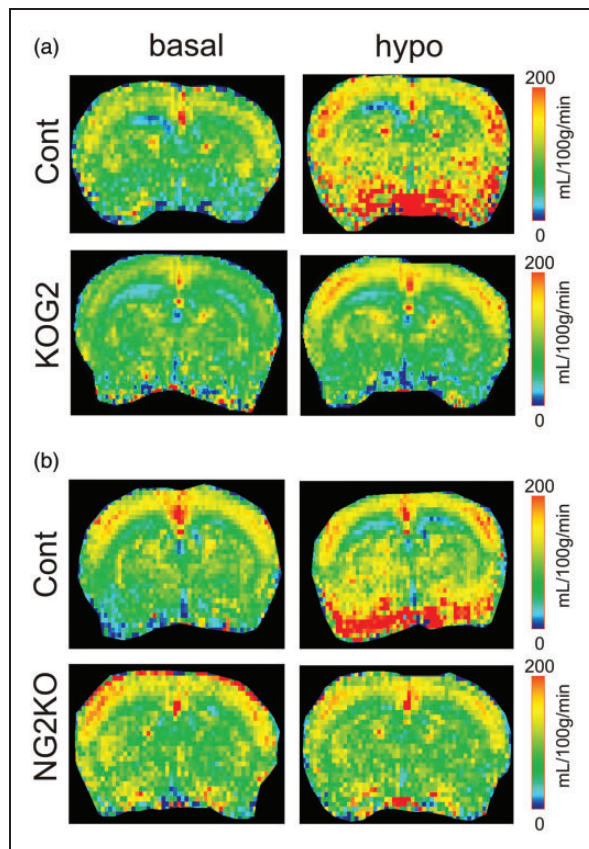 (a)
basal
hypo
Cont
200
mL/100g/min
0
KOG2
200
mL/100g/min
0
(b)
Cont
200
mL/100g/min
0
NG2KO
200
mL/100g/min
0